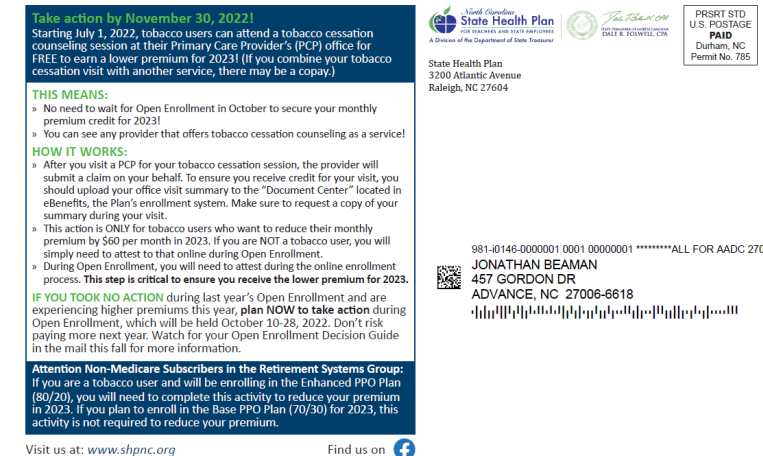 Take action by November 30, 2022!
Starting July 1, 2022, tobacco users can attend a tobacco cessation
counseling session at their Primary Care Provider's (PCP) office for
FREE to earn a lower premium for 2023! (If you combine your tobacco
cessation visit with another service, there may be a copay.)
THIS MEANS:
» No need to wait for Open Enrollment in October to secure your monthly
premium credit for 2023!
» You can see any provider that offers tobacco cessation counseling as a service!
HOW IT WORKS:
» After you visit a PCP for your tobacco cessation session, the provider will
submit a claim on your behalf. To ensure you receive credit for your visit, you
should upload your office visit summary to the "Document Center" located in
eBenefits, the Plan's enrollment system. Make sure to request a copy of your
summary during your visit.
» This action is ONLY for tobacco users who want to reduce their monthly
premium by $60 per month in 2023. If you are NOT a tobacco user, you will
simply need to attest to that online during Open Enrollment.
» During Open Enrollment, you will need to attest during the online enrollment
process. This step is critical to ensure you receive the lower premium for 2023.
IF YOU TOOK NO ACTION during last year's Open Enrollment and are
experiencing higher premiums this year, plan NOW to take action during
Open Enrollment, which will be held October 10-28, 2022. Don't risk
paying more next year. Watch for your Open Enrollment Decision Guide
in the mail this fall for more information.
Attention Non-Medicare Subscribers in the Retirement Systems Group:
If you are a tobacco user and will be enrolling in the Enhanced PPO Plan
(80/20), you will need to complete this activity to reduce your premium
in 2023. If you plan to enroll in the Base PPO Plan (70/30) for 2023, this
activity is not required to reduce your premium.
Visit us at: www.shpnc.org
Find us on
North Carolina
State Health Plan
FOR TEACHERS AND STATE EMPLOYEES
A Division of the Department of State Treasurer
STATE TREASURER OF NORTH CAROLINA
DALE R. FOLWELL, CPA
PRSRT STD
U.S. POSTAGE
PAID
Durham, NC
Permit No. 785
State Health Plan
3200 Atlantic Avenue
Raleigh, NC 27604
981-i0146-0000001 0001 00000001 *********ALL FOR AADC 270
JONATHAN BEAMAN
457 GORDON DR
ADVANCE, NC 27006-6618